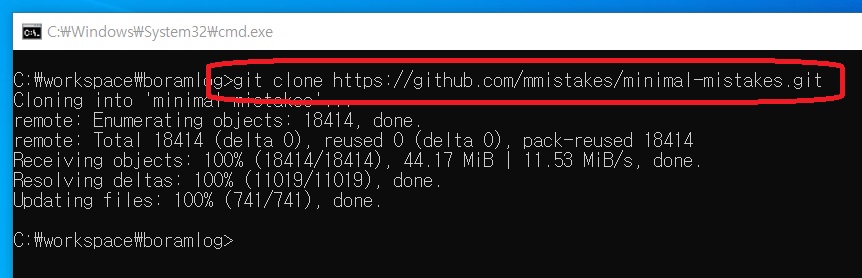 C:₩Windows₩System32₩cmd.exe
C:₩workspace₩boramlog>git clone https://github.com/mmistakes/minimal-mistakes.git
Cloning into 'minimal-mistakes'...
remote: Enumerating objects: 18414, done.
remote: Total 18414 (delta 0), reused 0 (delta 0), pack-reused 18414
Receiving objects: 100% (18414/18414), 44.17 MiB | 11.53 MiB/s, done.
Resolving deltas: 100% (11019/11019), done.
Updating files: 100% (741/741), done.
C:₩workspace₩boramlog>